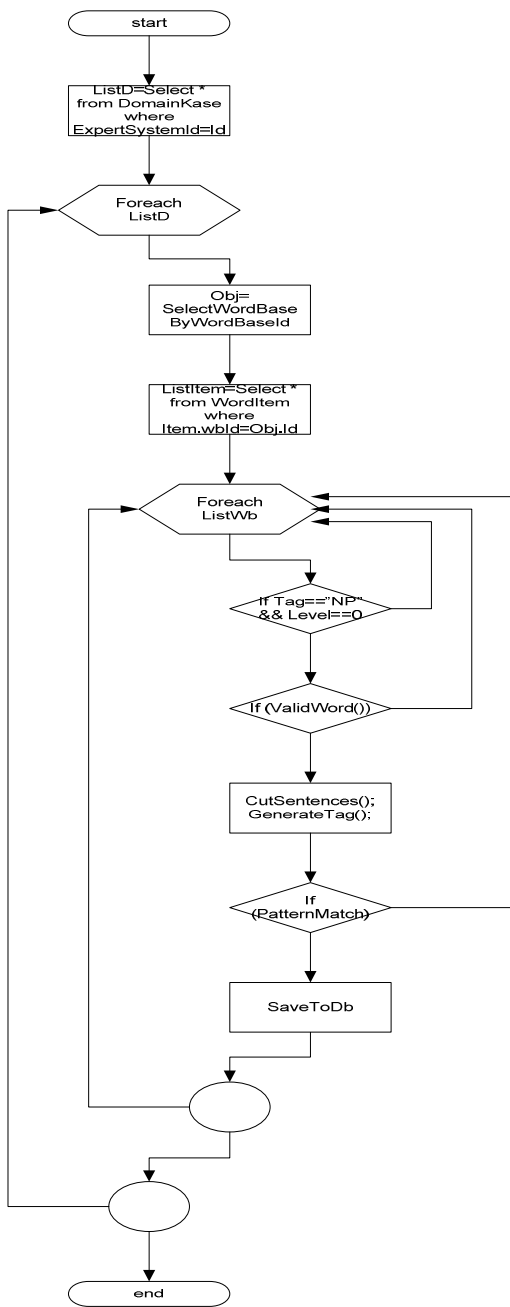 start
ListD=Select *
from DomainKase
where
ExpertSystemId=Id
Foreach
ListD
Obj=
SelectWordBase
ByWordBaseId
ListItem=Select *
from WordItem
where
Item.wbId=Obj.Id
Foreach
ListWb
If Tag=="NP"
&& Level==0
If (ValidWord())
CutSentences();
GenerateTag();
If
(PatternMatch)
SaveToDb
end